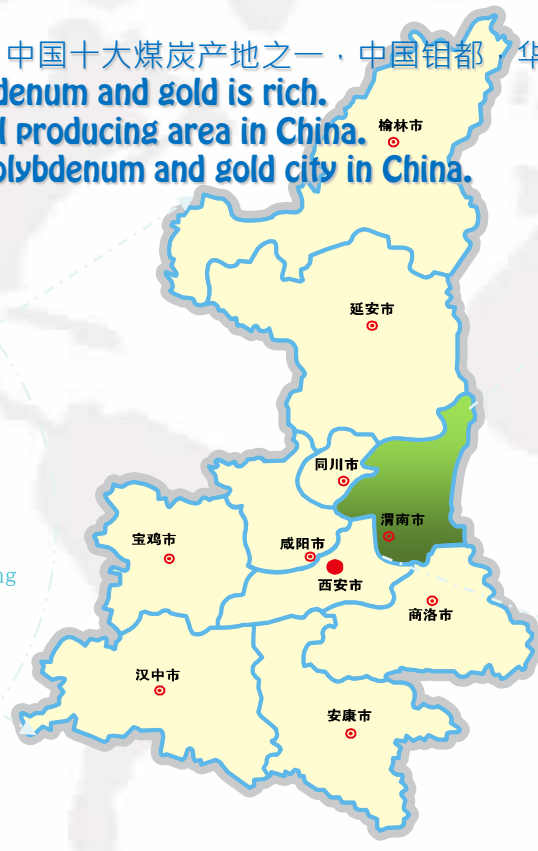 中国十大煤炭产地之一 · 中国钼都 · 华
denum and gold is rich.
producing area in China.
olybdenum and gold city in China.
榆林市
延安市
同川市
渭南市
宝鸡市
咸阳市
西安市
商洛市
汉中市
安康市